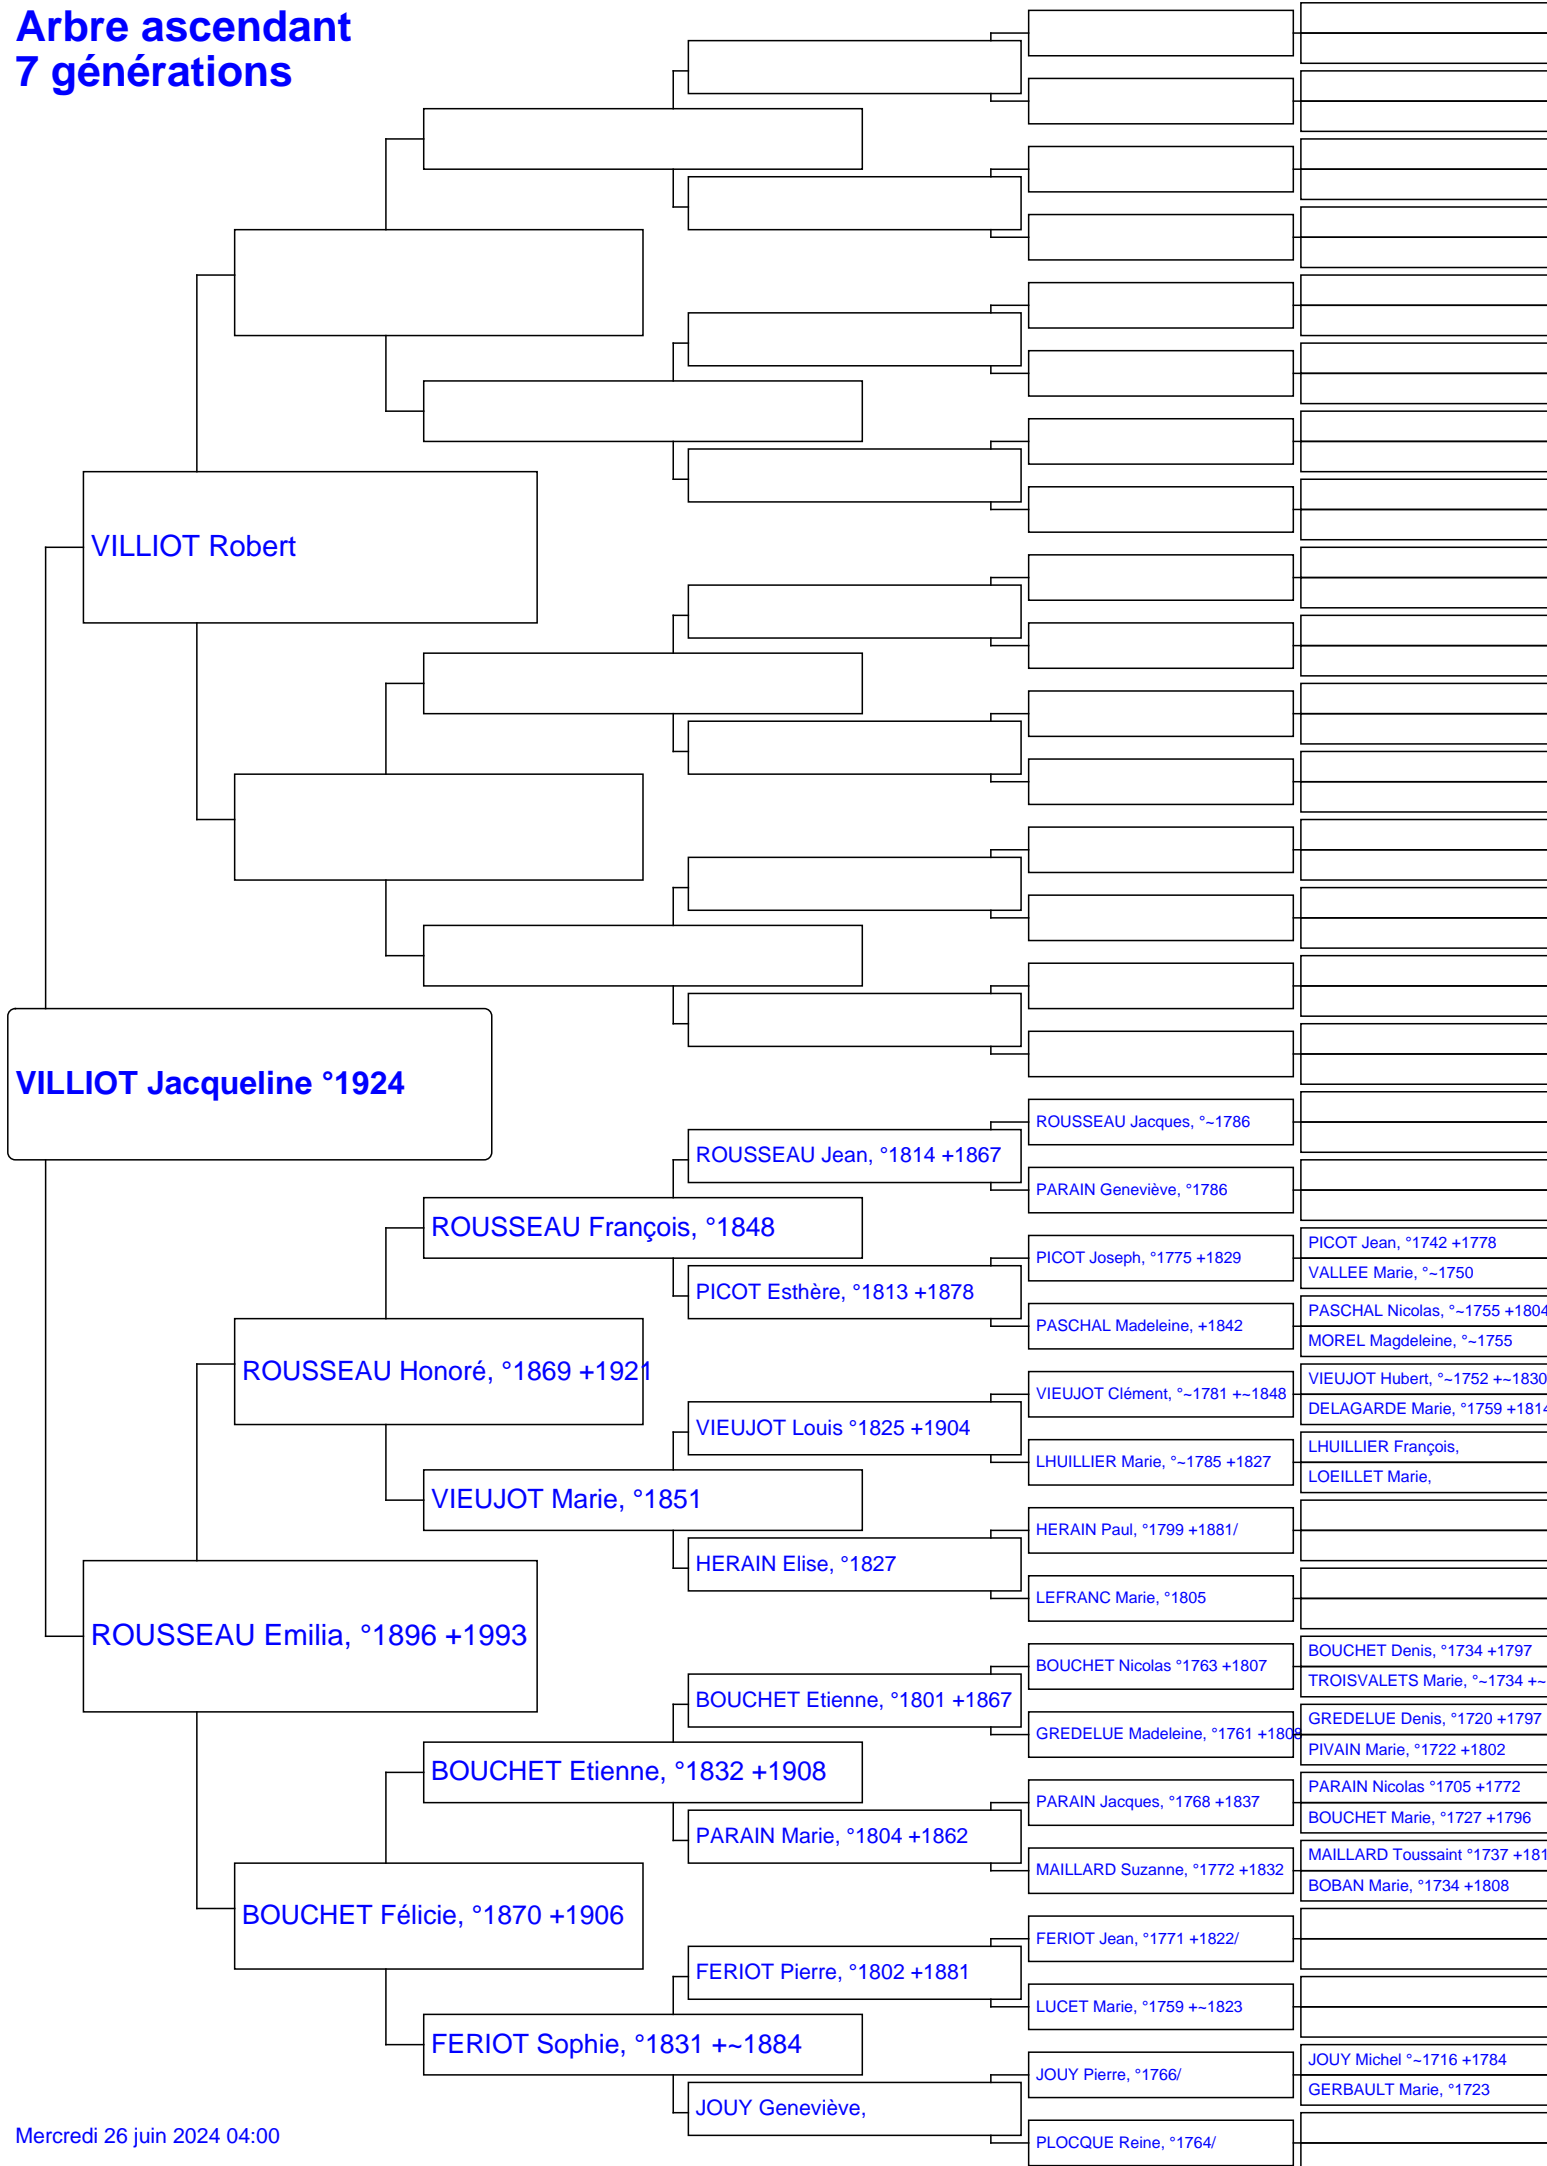 Arbre ascendant
7 générations
VILLIOT Robert
VILLIOT Jacqueline °1924
ROUSSEAU Jacques, °~1786
ROUSSEAU Jean, °1814 +1867
PARAIN Geneviève, °1786
ROUSSEAU François, °1848
PICOT Jean, °1742 +1778
PICOT Joseph, °1775 +1829
VALLEE Marie, °~1750
PICOT Esthère, °1813 +1878
PASCHAL Nicolas, °~1755 +1804
PASCHAL Madeleine, +1842
MOREL Magdeleine, °~1755
ROUSSEAU Honoré, °1869 +1921
VIEUJOT Hubert, °~1752 +~1830
VIEUJOT Clément, °~1781 +~1848
DELAGARDE Marie, °1759 +1814
VIEUJOT Louis °1825 +1904
LHUILLIER François,
LHUILLIER Marie, °~1785 +1827
LOEILLET Marie,
VIEUJOT Marie, °1851
HERAIN Paul, °1799 +1881/
HERAIN Elise, °1827
LEFRANC Marie, °1805
ROUSSEAU Emilia, °1896 +1993
BOUCHET Denis, °1734 +1797
BOUCHET Nicolas °1763 +1807
TROISVALETS Marie, °~1734 +~
BOUCHET Etienne, °1801 +1867
GREDELUE Denis, °1720 +1797
GREDELUE Madeleine, °1761 +1808
PIVAIN Marie, °1722 +1802
BOUCHET Etienne, °1832 +1908
PARAIN Nicolas °1705 +1772
PARAIN Jacques, °1768 +1837
BOUCHET Marie, °1727 +1796
PARAIN Marie, °1804 +1862
MAILLARD Toussaint °1737 +181
MAILLARD Suzanne, °1772 +1832
BOBAN Marie, °1734 +1808
BOUCHET Félicie, °1870 +1906
FERIOT Jean, °1771 +1822/
FERIOT Pierre, °1802 +1881
LUCET Marie, °1759 +~1823
FERIOT Sophie, °1831 +~1884
JOUY Michel °~1716 +1784
JOUY Pierre, °1766/
GERBAULT Marie, °1723
JOUY Geneviève,
PLOCQUE Reine, °1764/
Mercredi 26 juin 2024 04:00